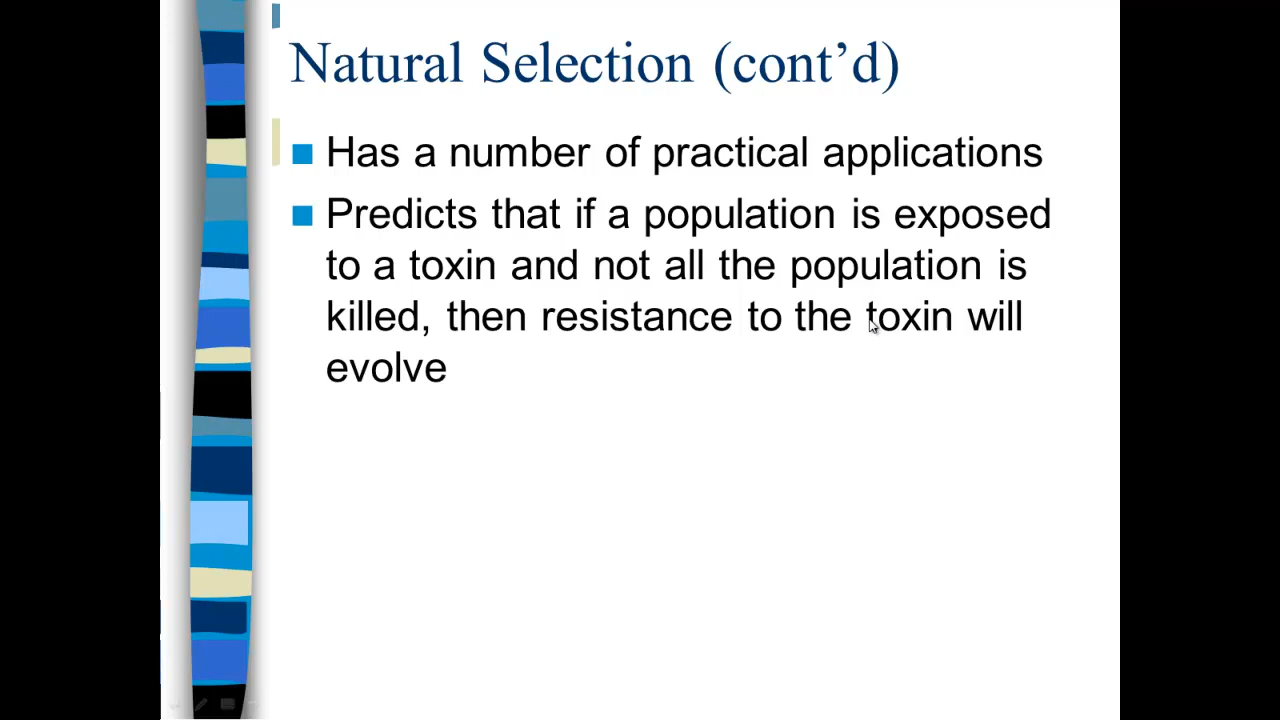 Natural Selection (cont’d)
Has a number of practical applications
Predicts that if a population is exposed
to a toxin and not all the population is
killed, then resistance to the toxin will
evolve